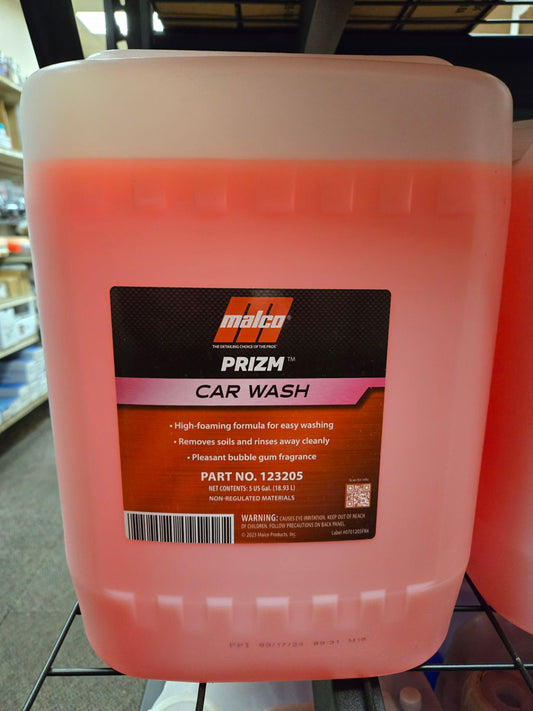 malco®
THE DETAILING CHOICE OF THE PROS®
PRIZM™
CAR WASH
• High-foaming formula for easy washing
• Removes soils and rinses away cleanly
• Pleasant bubble gum fragrance
PART NO. 123205
NET CONTENTS: 5 US Gal. (18.93 L)
NON-REGULATED MATERIALS
Scan for info
WARNING: CAUSES EYE IRRITATION. KEEP OUT OF REACH
OF CHILDREN. FOLLOW PRECAUTIONS ON BACK PANEL.
© 2023 Malco Products, Inc.